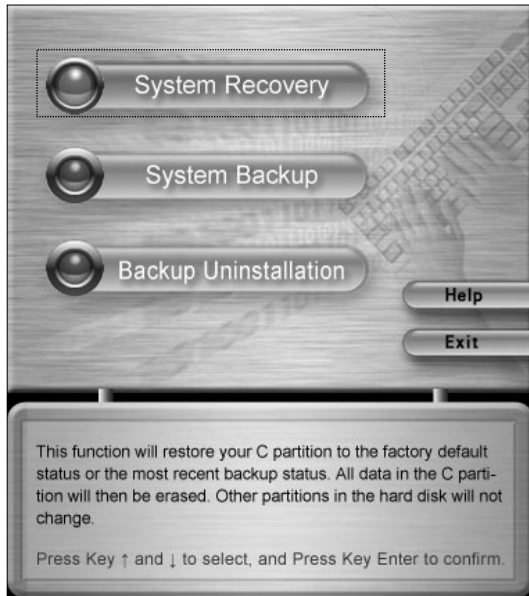 System Recovery
System Backup
Backup Uninstallation
Help
Exit
This function will restore your C partition to the factory default
status or the most recent backup status. All data in the C parti-
tion will then be erased. Other partitions in the hard disk will not
change.
Press Key ↑ and ↓ to select, and Press Key Enter to confirm.